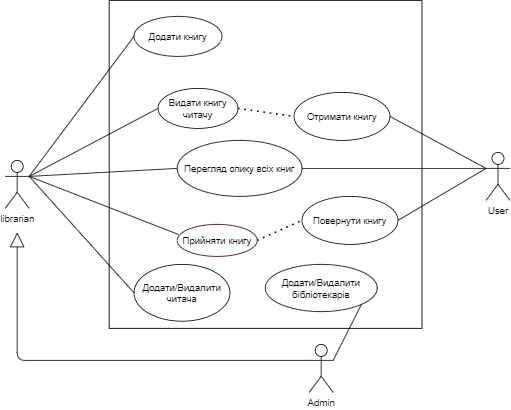 Додати книгу
Видати книгу
читачу
Отримати книгу
Перегляд спику всіх книг
librarian
User
Повернути книгу
Прийняти книгу
Додати/Видалити
читача
Додати/Видалити
бібліотекарів
Admin